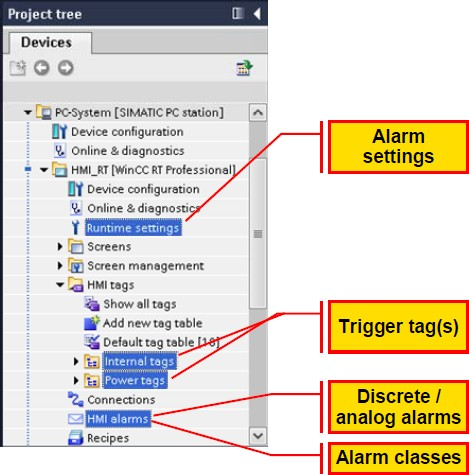 Project tree
Devices
PC-System [SIMATIC PC station]
Device configuration
Online & diagnostics
HMI_RT [WinCC RT Professional]
Device configuration
Online & diagnostics
Runtime settings
Screens
Screen management
HMI tags
Show all tags
Add new tag table
Default tag table [18]
Internal tags
Power tags
Connections
HMI alarms
Recipes
Alarm
settings
Trigger tag(s)
Discrete /
analog alarms
Alarm classes